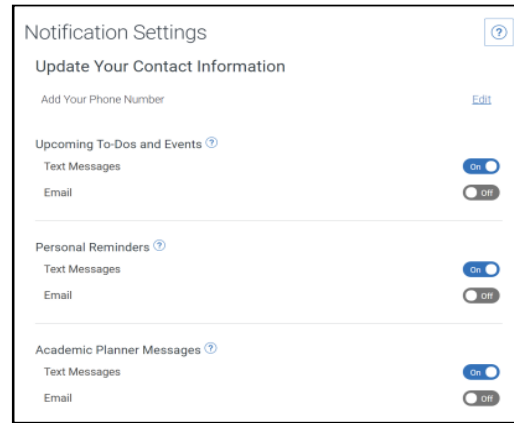 Notification Settings
?
Update Your Contact Information
Add Your Phone Number Edit
Upcoming To-Dos and Events ?
Text Messages On
Email Off
Personal Reminders ?
Text Messages On
Email Off
Academic Planner Messages ?
Text Messages On
Email Off